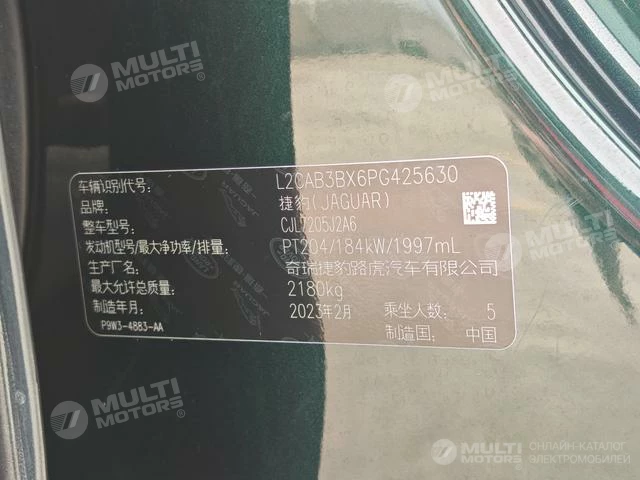 MULTI MOTORS
MULTI MOTORS
车辆识别代号: L2CAB3BX6PG425630
品牌: 捷豹(JAGUAR)
整车型号: CJL7205J2A6
发动机型号/最大净功率/排量: PT204/184kW/1997mL
生产厂名: 奇瑞捷豹路虎汽车有限公司
最大允许总质量: 2180kg
制造年月: 2023年2月 乘坐人数: 5
P9W3-4883-AA 制造国: 中国
MULTI MOTORS
MULTI MOTORS
ОНЛАЙН-КАТАЛОГ
ЭЛЕКТРОМОБИЛЕЙ